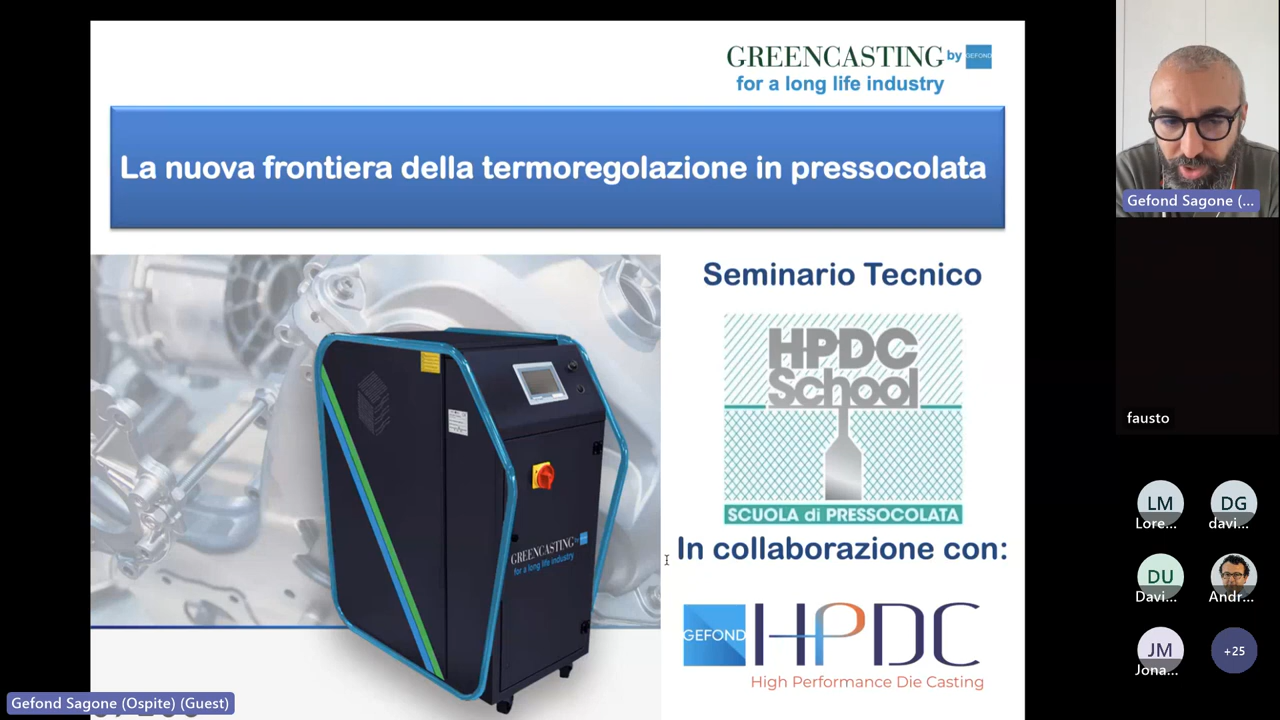 GREENCASTING by GEFOND
for a long life industry
La nuova frontiera della termoregolazione in pressocolata
Seminario Tecnico
HPDC
School
SCUOLA di PRESSOCOLATA
In collaborazione con:
GEFOND HPDC
High Performance Die Casting
GREENCASTING by
for a long life industry
Gefond Sagone (Ospite) (Guest)
Gefond Sagone (...
fausto
LM
Lore...
DG
davi...
DU
Davi...
Andr...
JM
Jona...
+25